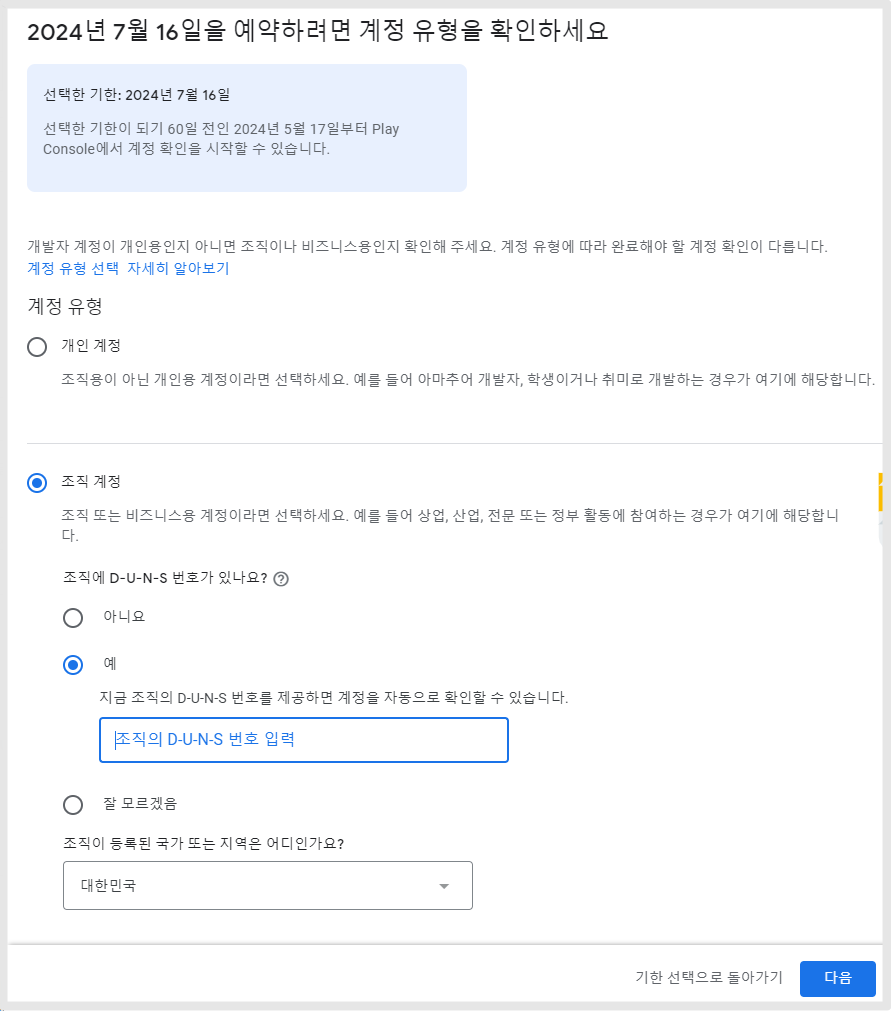 2024년 7월 16일을 예약하려면 계정 유형을 확인하세요
선택한 기한: 2024년 7월 16일
선택한 기한이 되기 60일 전인 2024년 5월 17일부터 Play
Console에서 계정 확인을 시작할 수 있습니다.
개발자 계정이 개인용인지 아니면 조직이나 비즈니스용인지 확인해 주세요. 계정 유형에 따라 완료해야 할 계정 확인이 다릅니다.
계정 유형 선택 자세히 알아보기
계정 유형
개인 계정
조직용이 아닌 개인용 계정이라면 선택하세요. 예를 들어 아마추어 개발자, 학생이거나 취미로 개발하는 경우가 여기에 해당합니다.
조직 계정
조직 또는 비즈니스용 계정이라면 선택하세요. 예를 들어 상업, 산업, 전문 또는 정부 활동에 참여하는 경우가 여기에 해당합니
다.
조직에 D-U-N-S 번호가 있나요? ?
아니요
예
지금 조직의 D-U-N-S 번호를 제공하면 계정을 자동으로 확인할 수 있습니다.
조직의 D-U-N-S 번호 입력
잘 모르겠음
조직이 등록된 국가 또는 지역은 어디인가요?
대한민국
기한 선택으로 돌아가기 다음